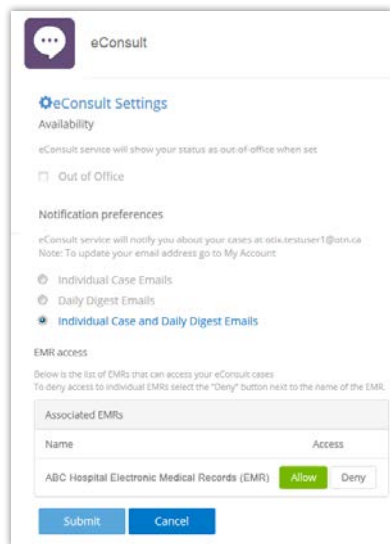 eConsult
eConsult Settings
Availability
eConsult service will show your status as out-of-office when set
Out of Office
Notification preferences
eConsult service will notify you about your cases at otix.testuser1@otn.ca
Note: To update your email address go to My Account
Individual Case Emails
Daily Digest Emails
Individual Case and Daily Digest Emails
EMR access
Below is the list of EMRs that can access your eConsult cases
To deny access to individual EMRs select the "Deny" button next to the name of the EMR.
Associated EMRs
Name Access
ABC Hospital Electronic Medical Records (EMR) Allow Deny
Submit Cancel